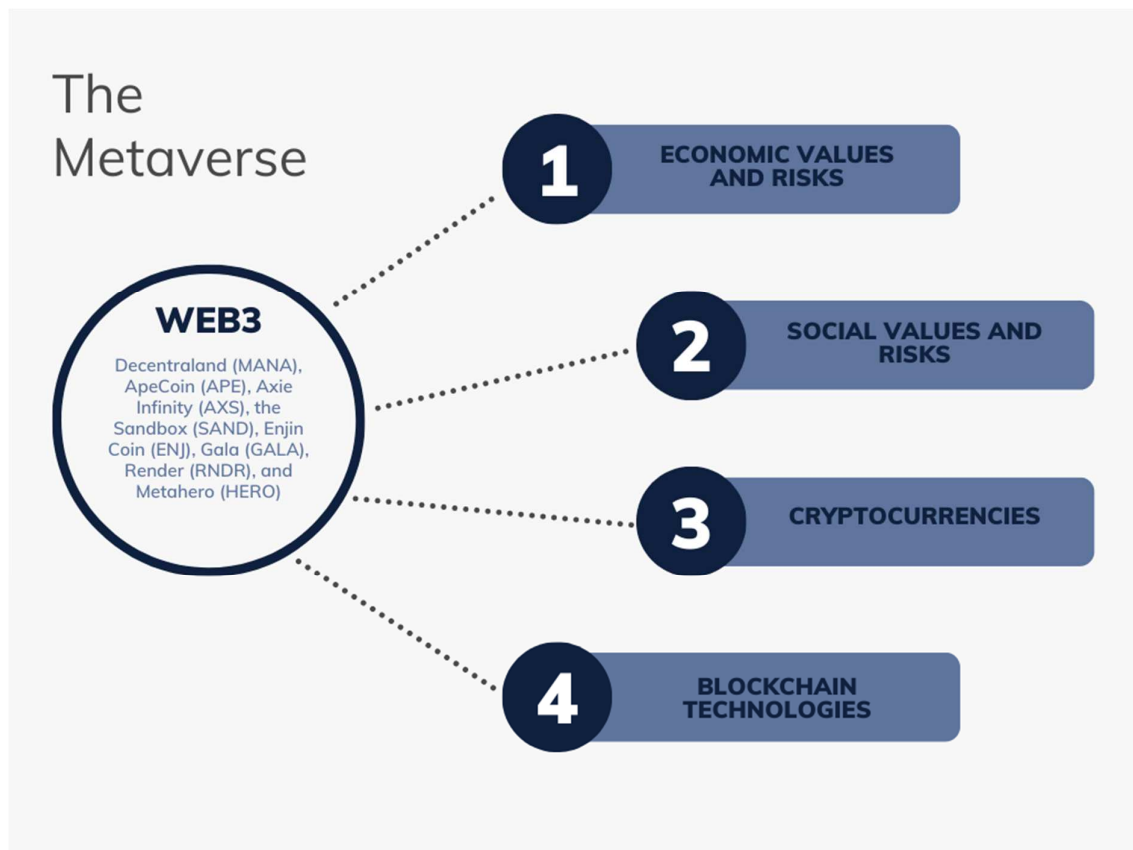 The
Metaverse
WEB3
Decentraland (MANA),
ApeCoin (APE), Axie
Infinity (AXS), the
Sandbox (SAND), Enjin
Coin (ENJ), Gala (GALA),
Render (RNDR), and
Metahero (HERO)
1
ECONOMIC VALUES
AND RISKS
2
SOCIAL VALUES AND
RISKS
3
CRYPTOCURRENCIES
4
BLOCKCHAIN
TECHNOLOGIES